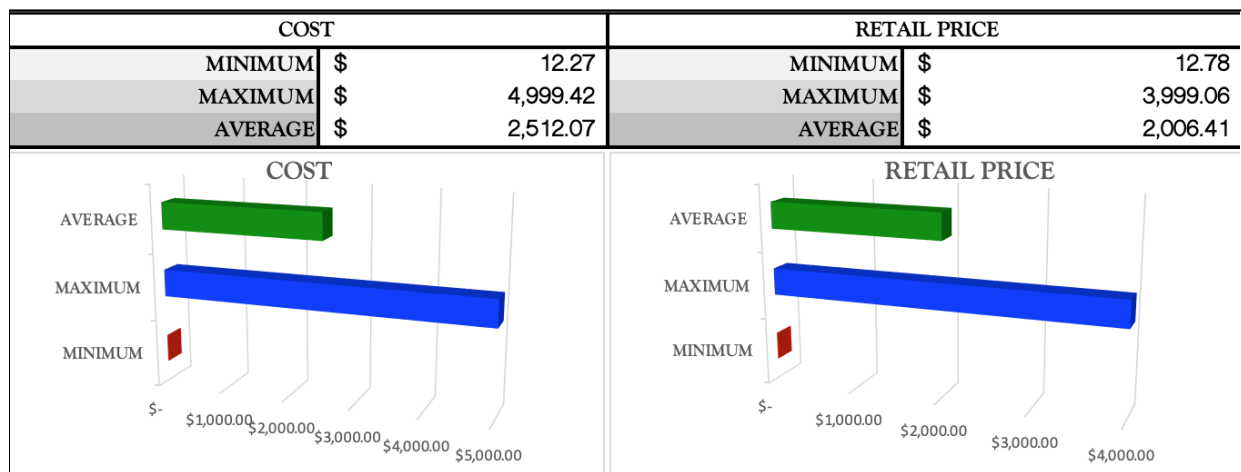 COST RETAIL PRICE
MINIMUM $ 12.27 MINIMUM $ 12.78
MAXIMUM $ 4,999.42 MAXIMUM $ 3,999.06
AVERAGE $ 2,512.07 AVERAGE $ 2,006.41
COST
AVERAGE
MAXIMUM
MINIMUM
$-
$1,000.00
$2,000.00
$3,000.00
$4,000.00
$5,000.00
RETAIL PRICE
AVERAGE
MAXIMUM
MINIMUM
$-
$1,000.00
$2,000.00
$3,000.00
$4,000.00